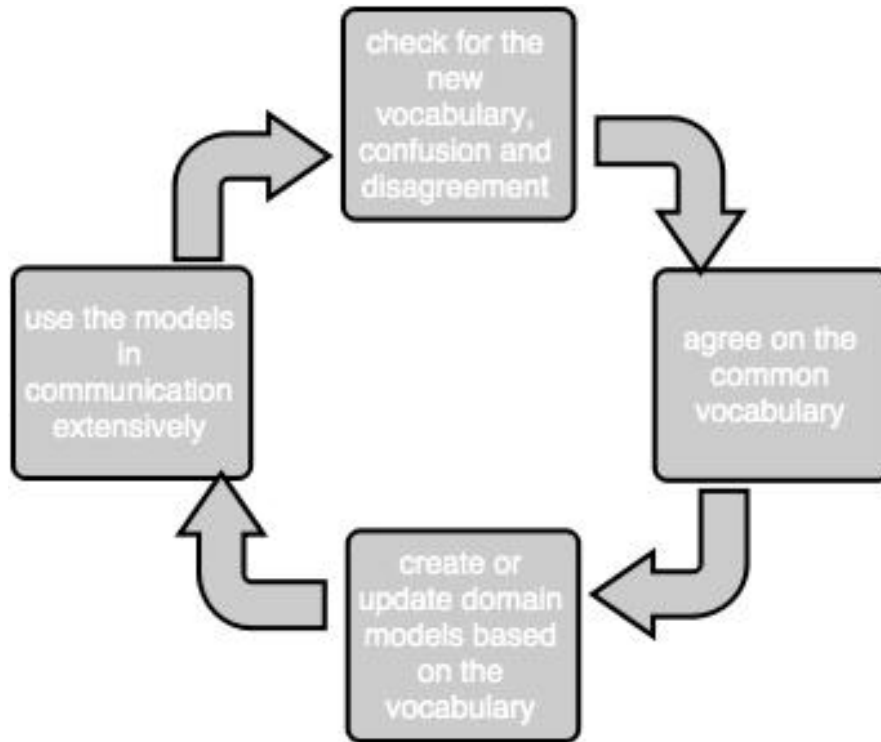 check for the
new
vocabulary,
confusion and
disagreement
agree on the
common
vocabulary
create or
update domain
models based
on the
vocabulary
use the models
in
communication
extensively